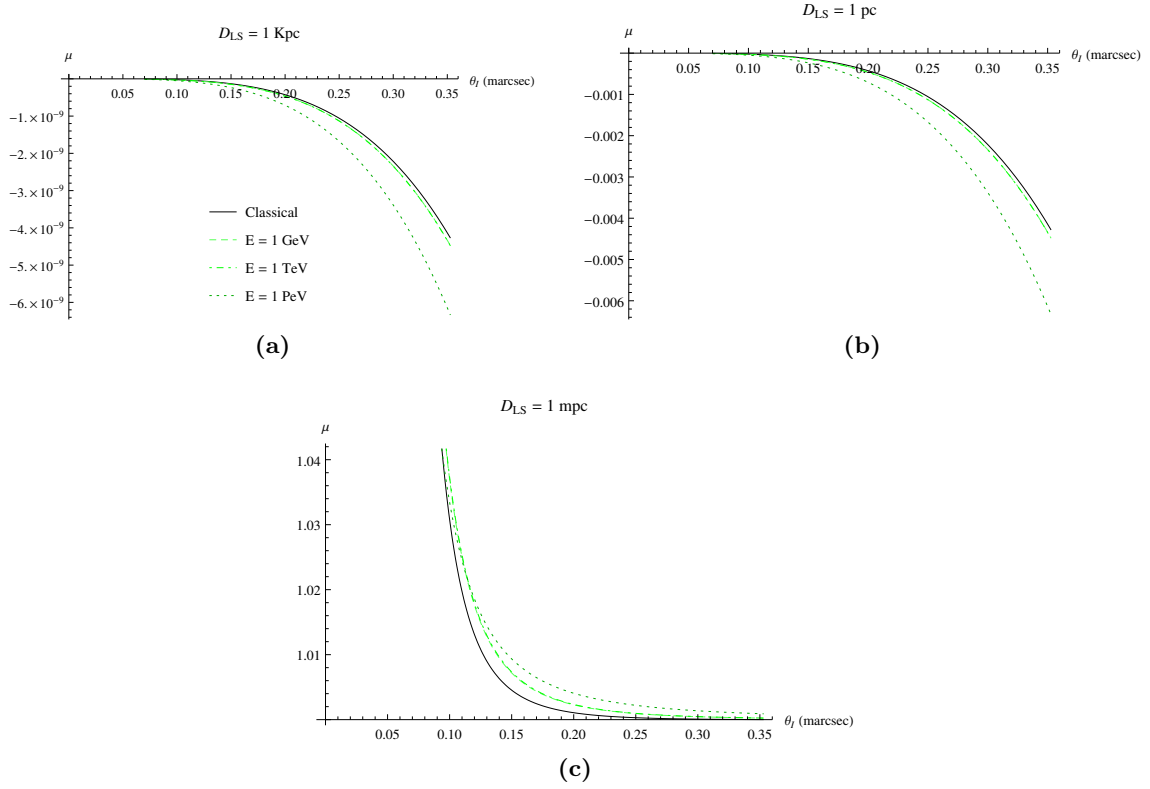 D_LS = 1 Kpc
μ
θ_I (marcsec)
0.05 0.10 0.15 0.20 0.25 0.30 0.35
−1.×10⁻⁹
−2.×10⁻⁹
−3.×10⁻⁹
−4.×10⁻⁹
−5.×10⁻⁹
−6.×10⁻⁹
Classical
E = 1 GeV
E = 1 TeV
E = 1 PeV
(a)
D_LS = 1 pc
μ
θ_I (marcsec)
0.05 0.10 0.15 0.20 0.25 0.30 0.35
−0.001
−0.002
−0.003
−0.004
−0.005
−0.006
(b)
D_LS = 1 mpc
μ
1.04
1.03
1.02
1.01
θ_I (marcsec)
0.05 0.10 0.15 0.20 0.25 0.30 0.35
(c)